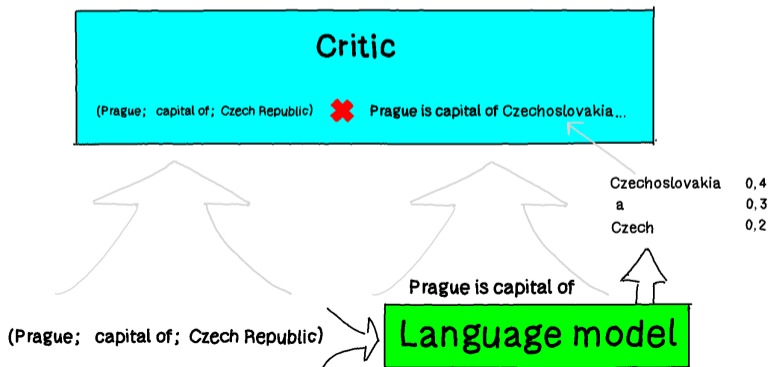 Critic
(Prague; capital of; Czech Republic) ✖ Prague is capital of Czechoslovakia...
Czechoslovakia 0,4
a 0,3
Czech 0,2
Prague is capital of
(Prague; capital of; Czech Republic)
Language model